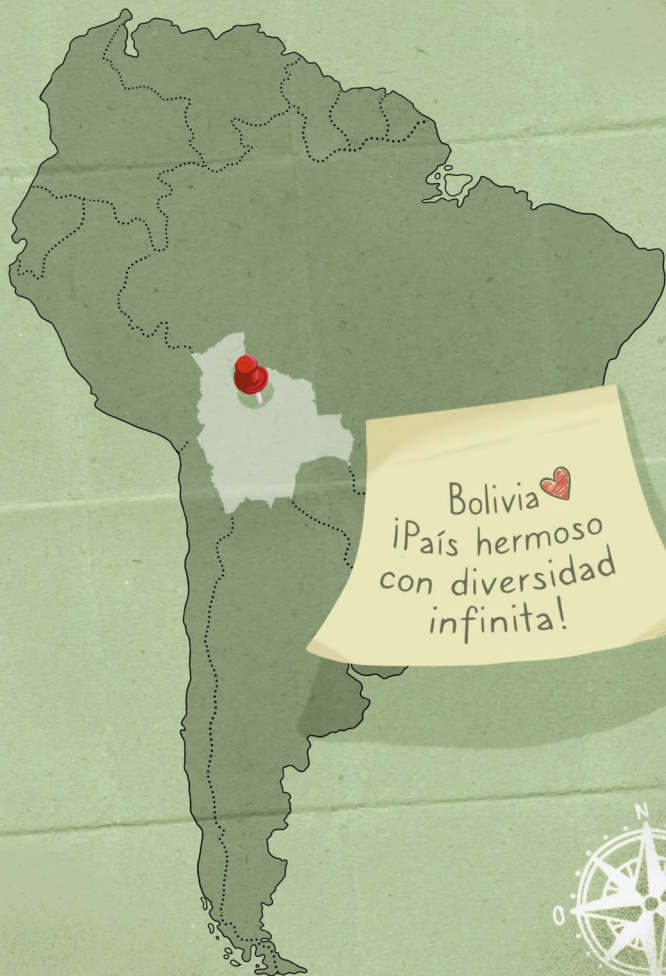 Bolivia
¡País hermoso
con diversidad
infinita!
N
O